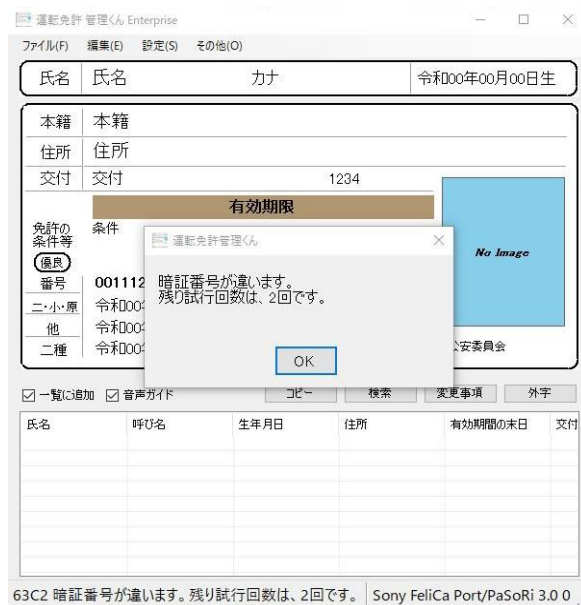 運転免許 管理くん Enterprise
ファイル(F) 編集(E) 設定(S) その他(O)
氏名 氏名 カナ 令和00年00月00日生
本籍 本籍
住所 住所
交付 交付 1234
有効期限
免許の
条件等
条件
優良
No Image
番号 001112
二・小・原 令和00
他 令和00
二種 令和00
安委員会
運転免許管理くん
暗証番号が違います。
残り試行回数は、2回です。
OK
一覧に追加 音声ガイド コピー 検索 変更事項 外字
氏名 呼び名 生年月日 住所 有効期間の末日 交付
63C2 暗証番号が違います。残り試行回数は、2回です。 Sony FeliCa Port/PaSoRi 3.0 0